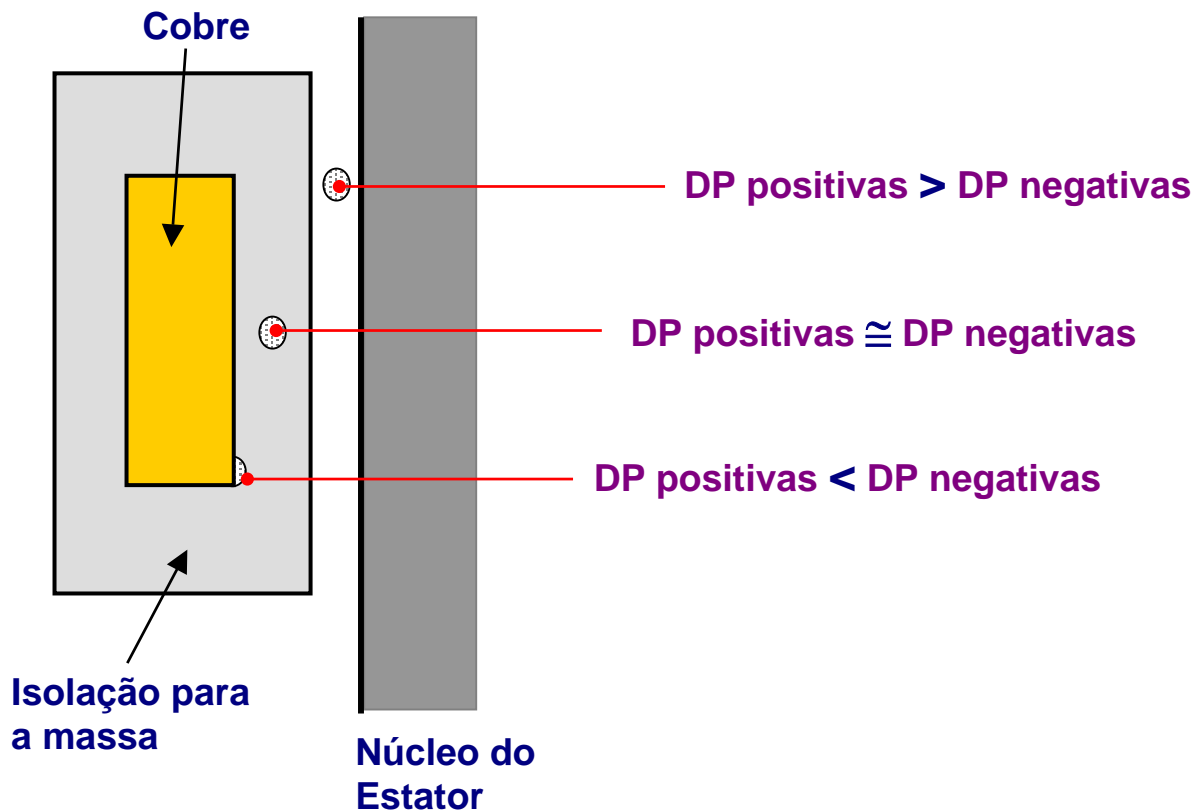 Cobre
DP positivas > DP negativas
DP positivas ≅ DP negativas
DP positivas < DP negativas
Isolação para
a massa
Núcleo do
Estator